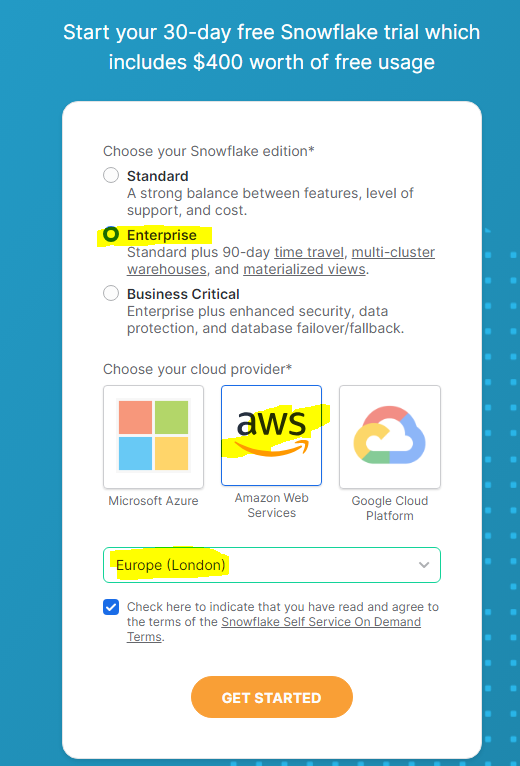 Start your 30-day free Snowflake trial which
includes $400 worth of free usage
Choose your Snowflake edition*
Standard
A strong balance between features, level of
support, and cost.
Enterprise
Standard plus 90-day time travel, multi-cluster
warehouses, and materialized views.
Business Critical
Enterprise plus enhanced security, data
protection, and database failover/fallback.
Choose your cloud provider*
aws
Microsoft Azure
Amazon Web
Services
Google Cloud
Platform
Europe (London)
Check here to indicate that you have read and agree to
the terms of the Snowflake Self Service On Demand
Terms.
GET STARTED